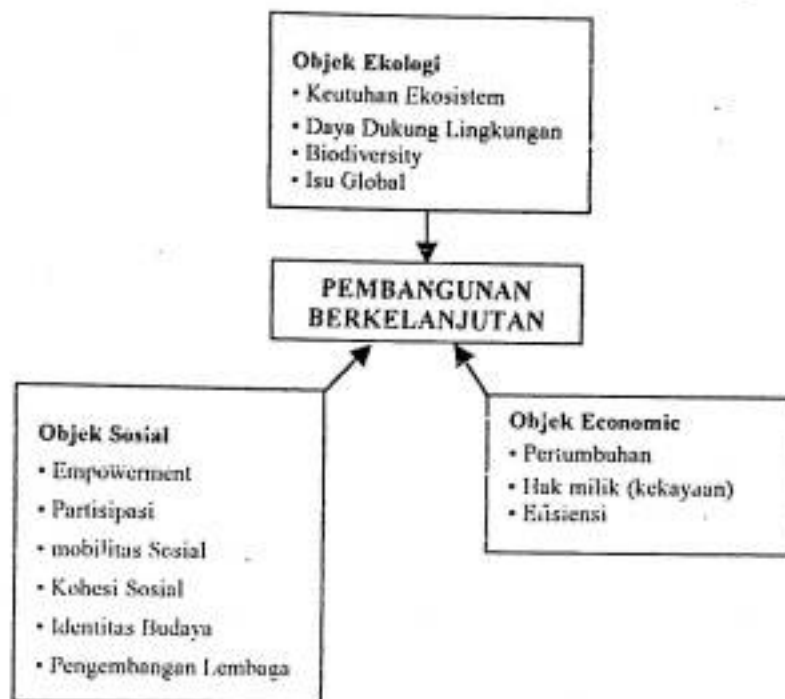 Objek Ekologi
• Keutuhan Ekosistem
• Daya Dukung Lingkungan
• Biodiversity
• Isu Global
PEMBANGUNAN
BERKELANJUTAN
Objek Sosial
• Empowerment
• Partisipasi
• mobilitas Sosial
• Kohesi Sosial
• Identitas Budaya
• Pengembangan Lembaga
Objek Economic
• Pertumbuhan
• Hak milik (kekayaan)
• Efisiensi